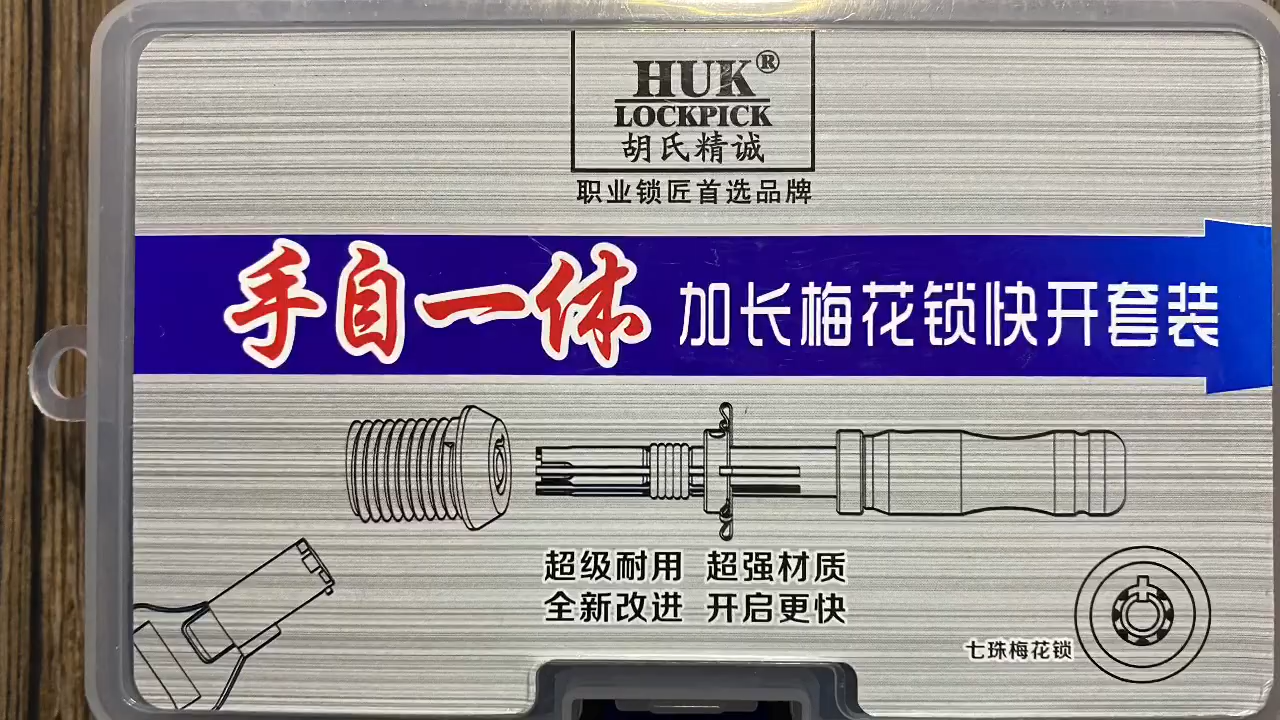 HUK®
LOCKPICK
胡氏精诚
职业锁匠首选品牌
手自一体 加长梅花锁快开套装
超级耐用 超强材质
全新改进 开启更快
七珠梅花锁